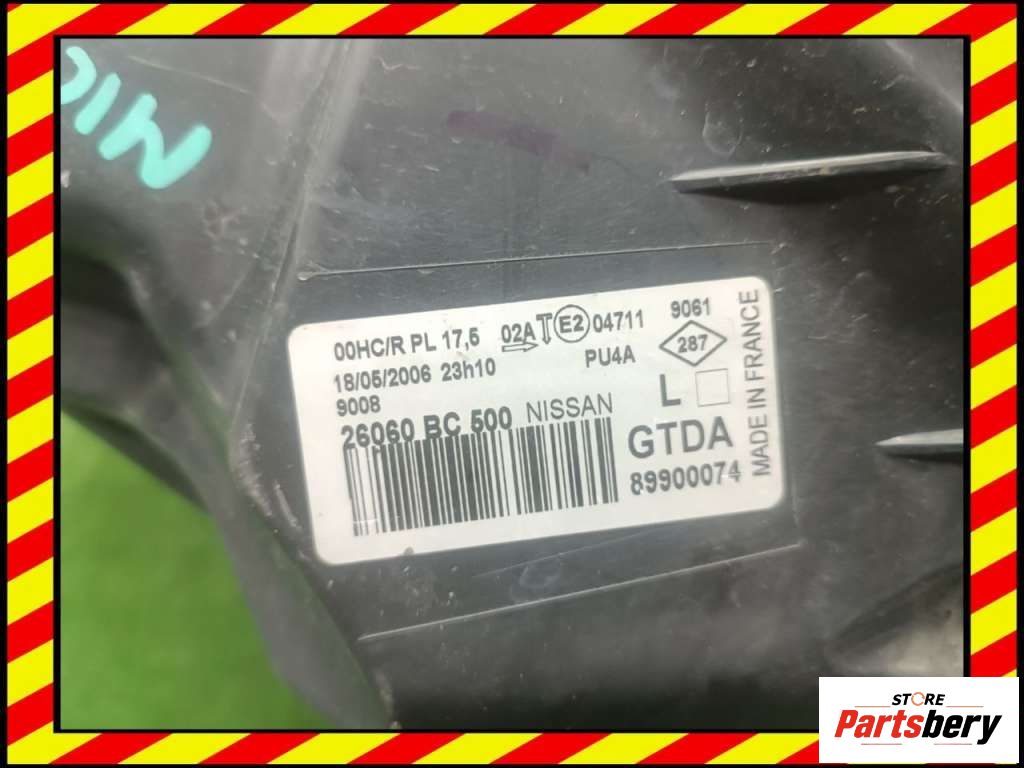 MIC
00HC/R PL 17,5 02A T E2 04711 9061
18/05/2006 23h10 PU4A 287
9008
26060 BC 500 NISSAN L
GTDA
89900074
MADE IN FRANCE
STORE
Partsbery